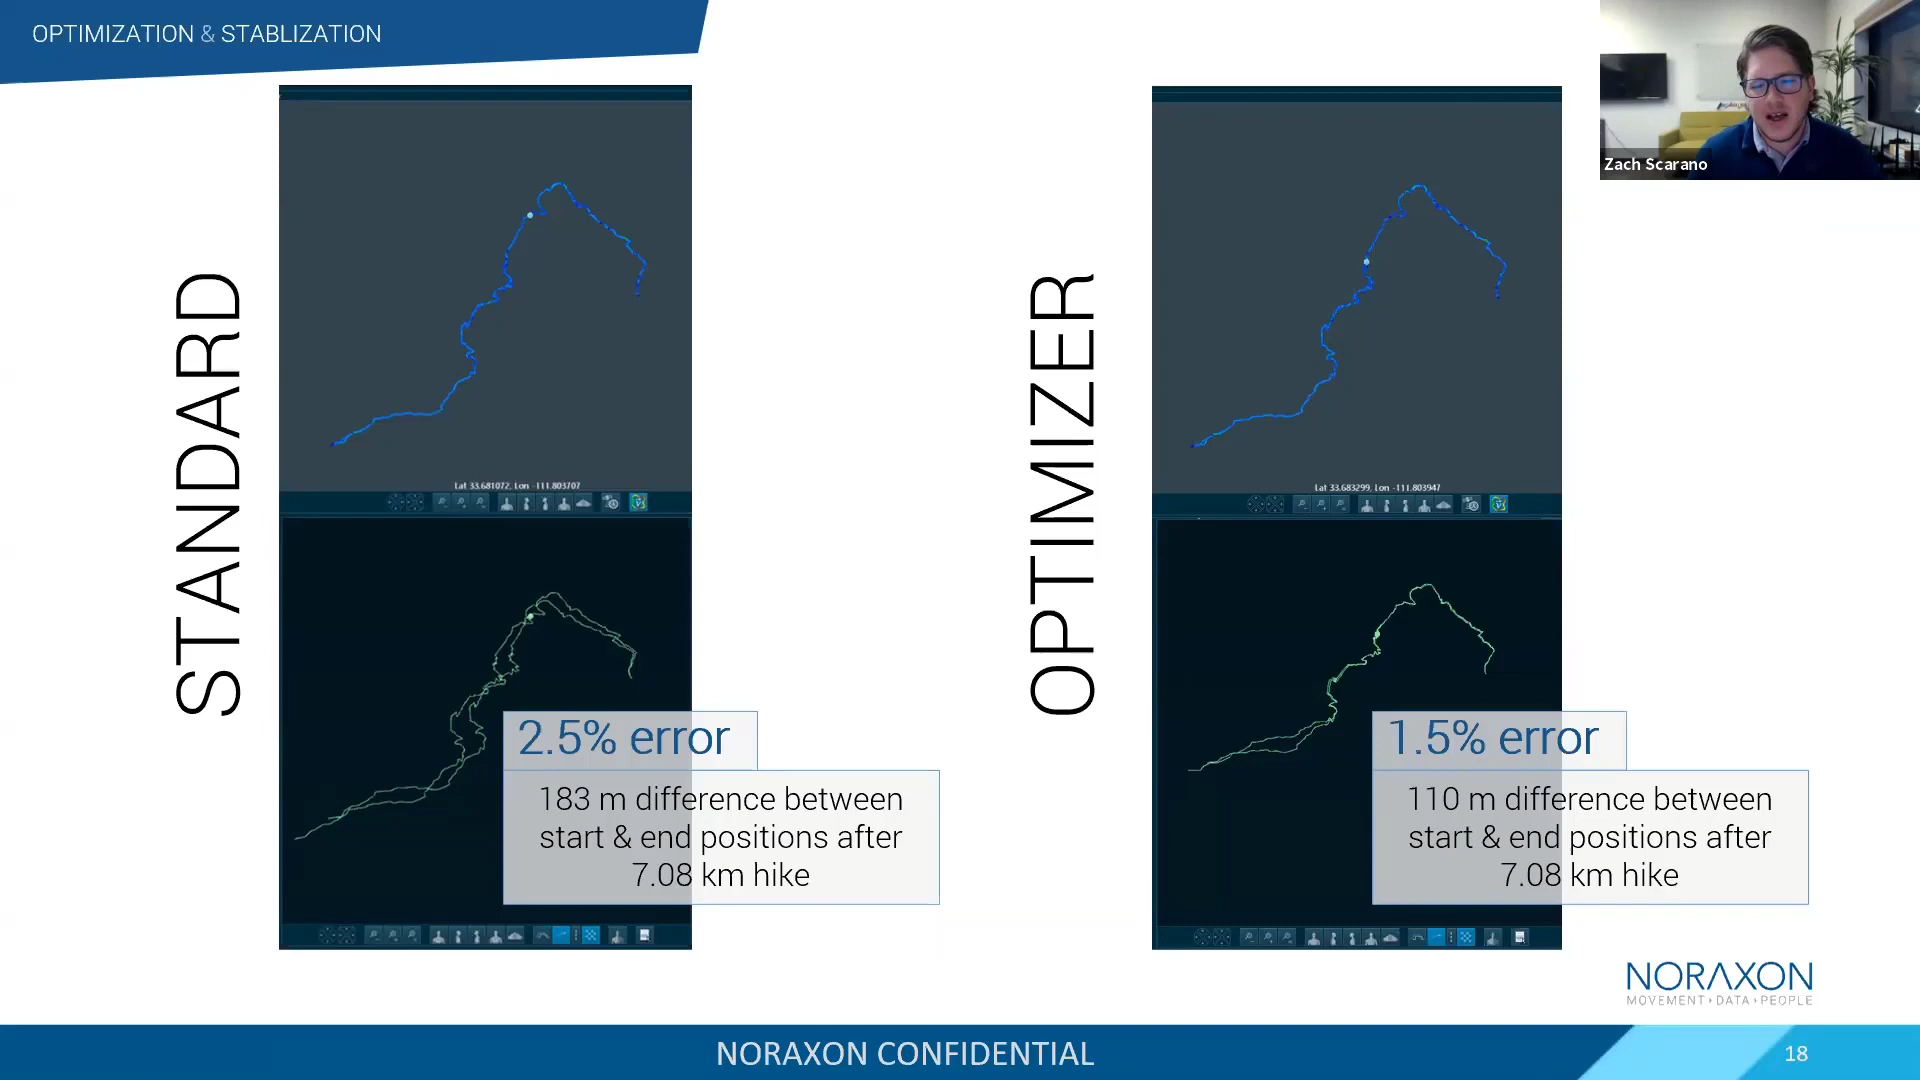 OPTIMIZATION & STABLIZATION
Zach Scarano
STANDARD
Lat 33.681072, Lon -111.803707
2.5% error
183 m difference between
start & end positions after
7.08 km hike
OPTIMIZER
Lat 33.683299, Lon -111.803947
1.5% error
110 m difference between
start & end positions after
7.08 km hike
NORAXON
MOVEMENT • DATA • PEOPLE
NORAXON CONFIDENTIAL
18